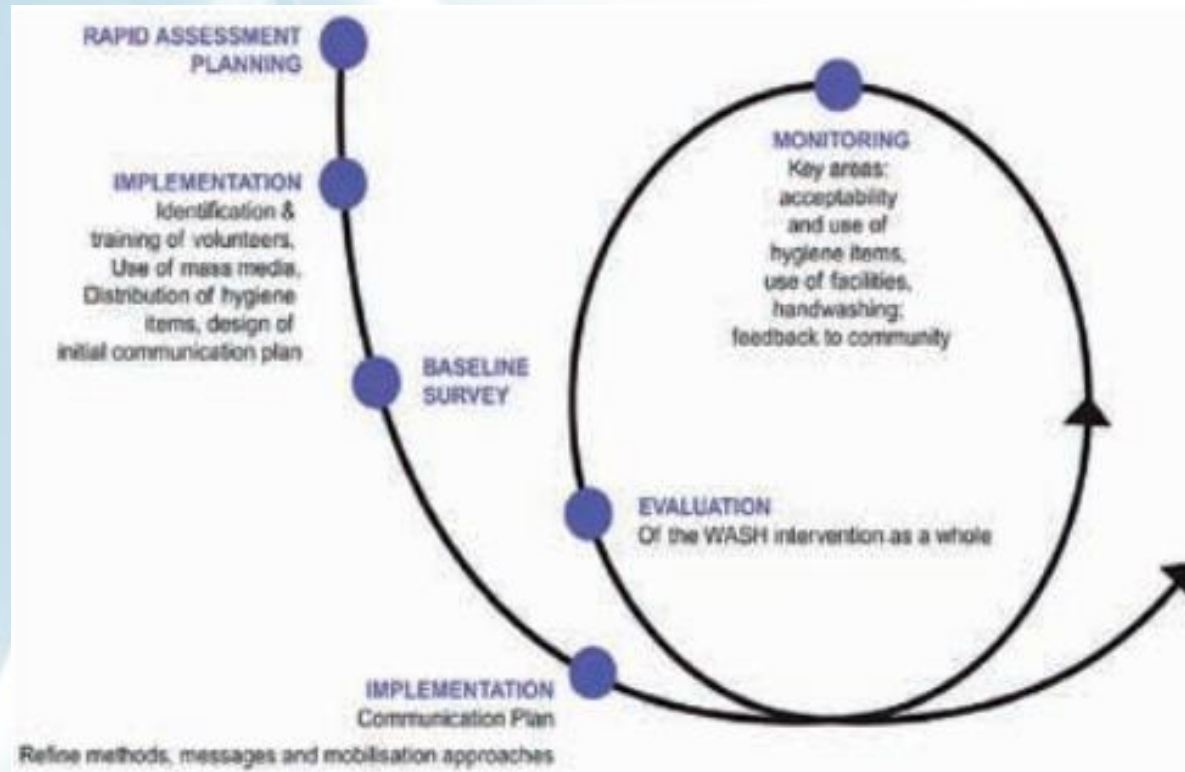 RAPID ASSESSMENT
PLANNING
IMPLEMENTATION
Identification &
training of volunteers,
Use of mass media,
Distribution of hygiene
items, design of
initial communication plan
BASELINE
SURVEY
IMPLEMENTATION
Communication Plan
Refine methods, messages and mobilisation approaches
MONITORING
Key areas:
acceptability
and use of
hygiene items,
use of facilities,
handwashing;
feedback to community
EVALUATION
Of the WASH intervention as a whole